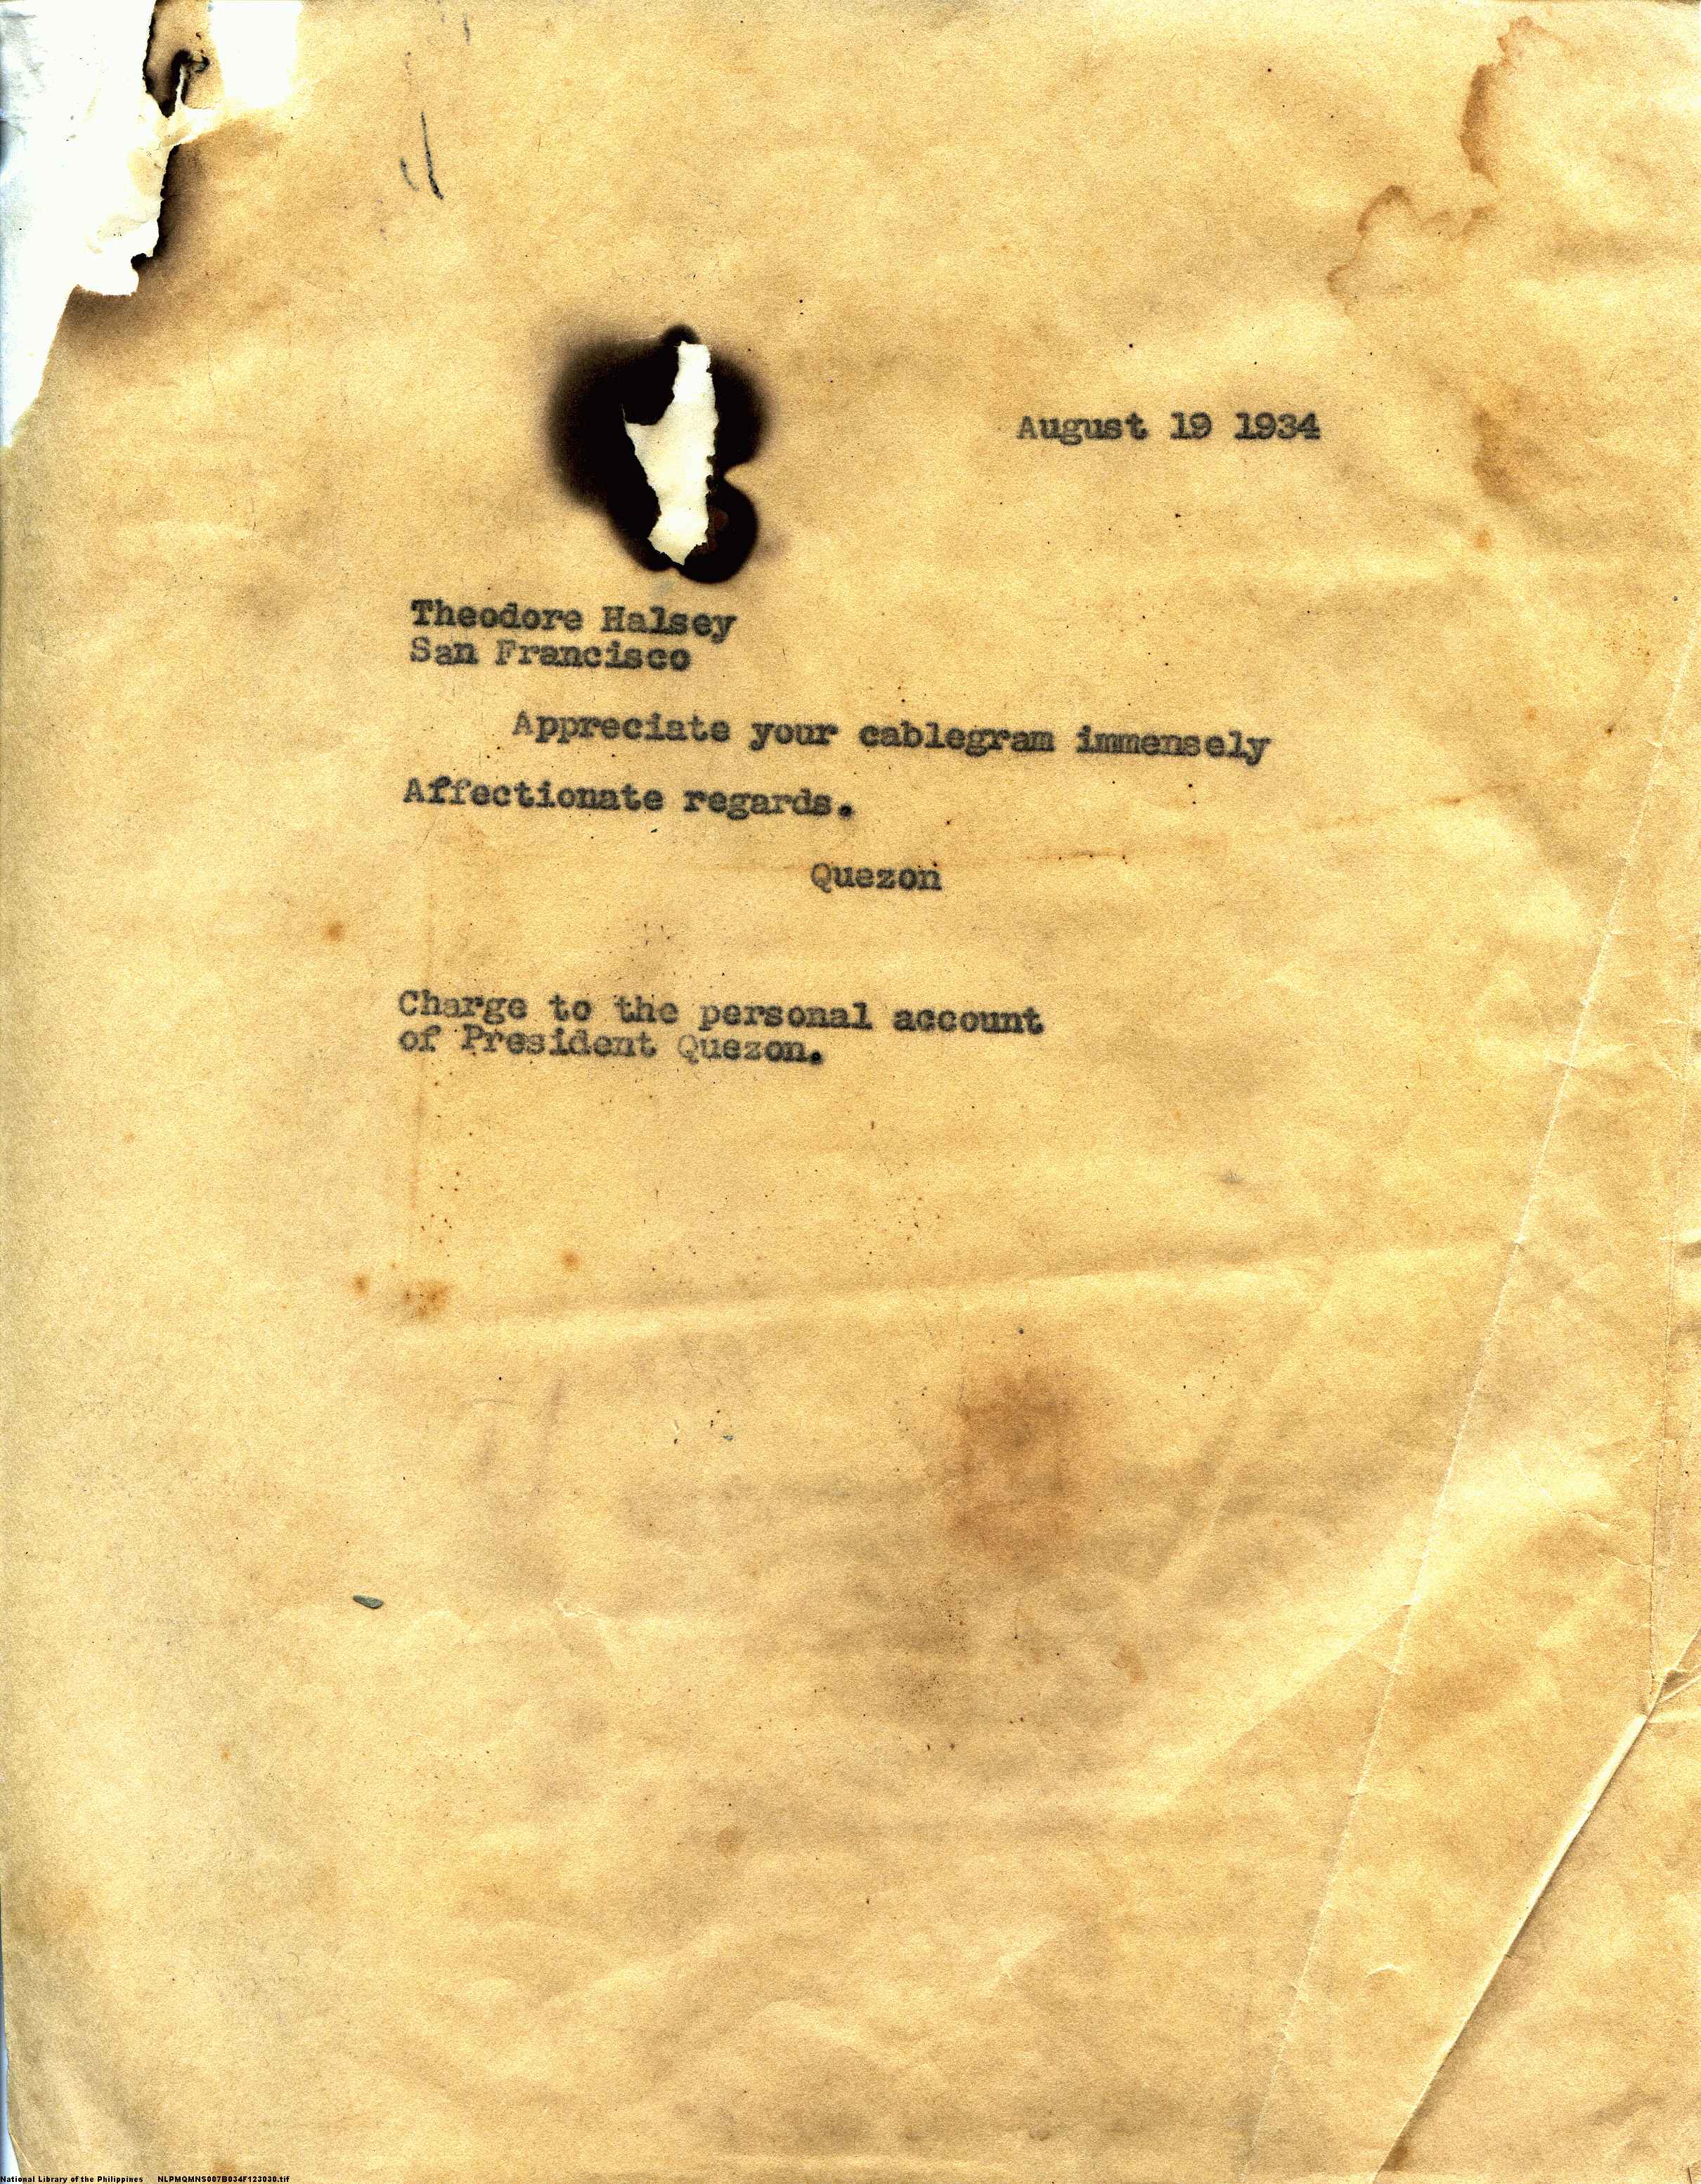 August 19 1934
Theodore Halsey
San Francisco
Appreciate your cablegram immensely
Affectionate regards.
Quezon
Charge to the personal account
of President Quezon.
National Library of the Philippines NLPMQMNS007B034F123030.tif